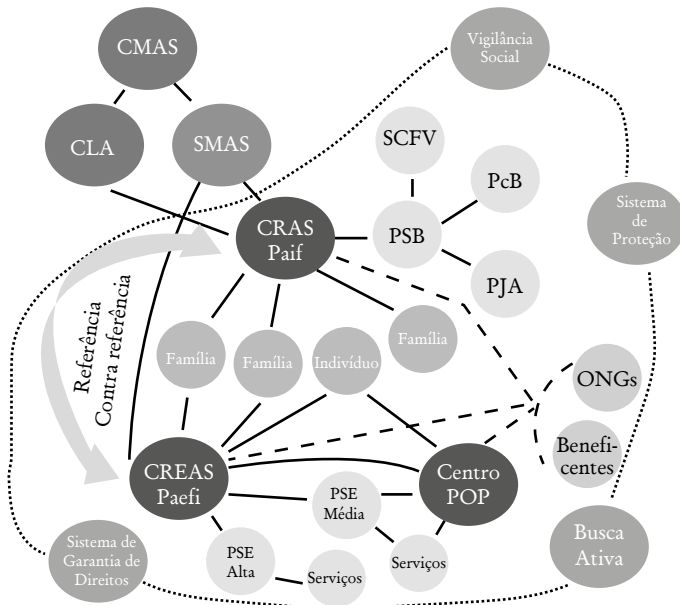 CMAS
Vigilância
Social
CLA
SMAS
SCFV
PcB
CRAS
Paif
PSB
Sistema
de
Proteção
PJA
Referência
Contra referência
Família
Família
Indivíduo
Família
ONGs
Benefi-
centes
CREAS
Paefi
PSE
Média
Centro
POP
Sistema de
Garantia de
Direitos
PSE
Alta
Serviços
Serviços
Busca
Ativa